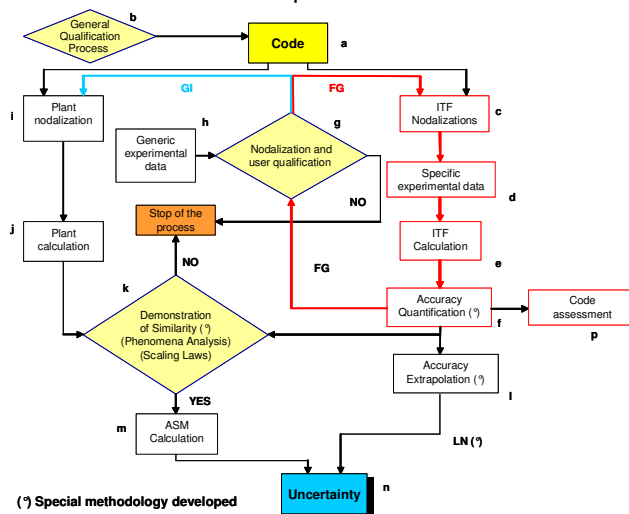 b
General
Qualification
Process
Code
a
GI
FG
i
Plant
nodalization
h
g
ITF
Nodalizations
c
Generic
experimental
data
Nodalization and
user qualification
Specific
experimental data
d
NO
j
Plant
calculation
Stop of the
process
ITF
Calculation
e
NO
FG
k
Demonstration
of Similarity (°)
(Phenomena Analysis)
(Scaling Laws)
Accuracy
Quantification (°)
f
Code
assessment
p
Accuracy
Extrapolation (°)
l
YES
m
ASM
Calculation
LN (°)
Uncertainty
n
(°) Special methodology developed